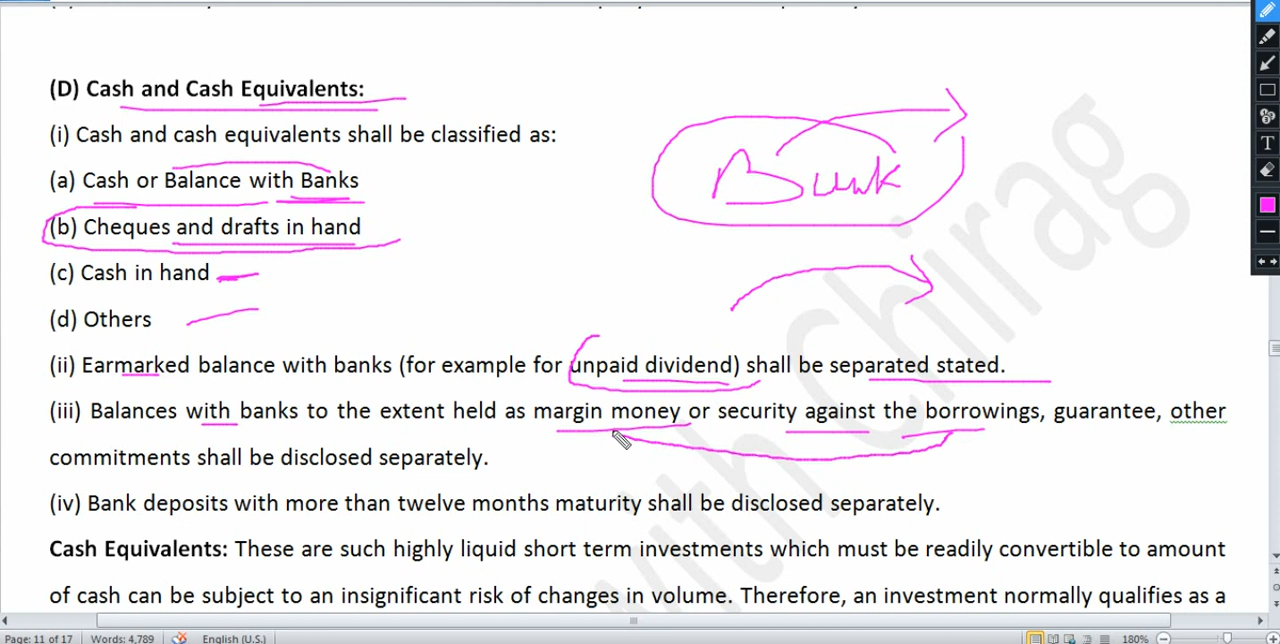 (D) Cash and Cash Equivalents:
(i) Cash and cash equivalents shall be classified as:
(a) Cash or Balance with Banks
Bank
(b) Cheques and drafts in hand
(c) Cash in hand
(d) Others
(ii) Earmarked balance with banks (for example for unpaid dividend) shall be separated stated.
(iii) Balances with banks to the extent held as margin money or security against the borrowings, guarantee, other
commitments shall be disclosed separately.
(iv) Bank deposits with more than twelve months maturity shall be disclosed separately.
Cash Equivalents: These are such highly liquid short term investments which must be readily convertible to amount
of cash can be subject to an insignificant risk of changes in volume. Therefore, an investment normally qualifies as a
with Chirag
Page: 11 of 17 Words: 4,789 English (U.S.) 180%